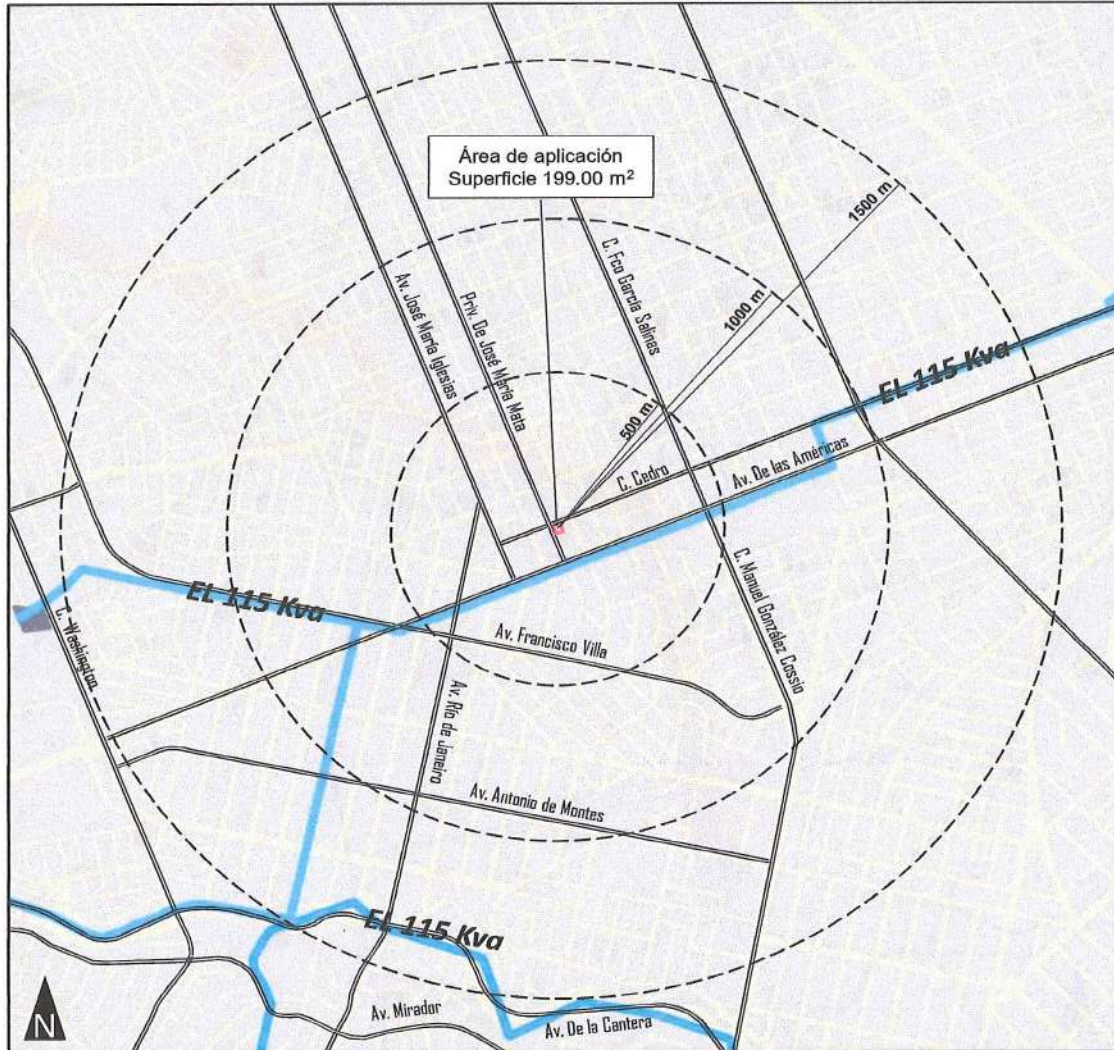 Área de aplicación
Superficie 199.00 m²
1500 m
1000 m
500 m
C. Fco García Salinas
Av. José María Iglesias
Priv. De José María Mata
EL 115 Kva
C. Cedro
Av. De las Américas
EL 115 Kva
C. Washington
Av. Francisco Villa
C. Manuel González Cossio
Av. Río de Janeiro
Av. Antonio de Montes
EL 115 Kva
Av. Mirador
Av. De la Cantera
N